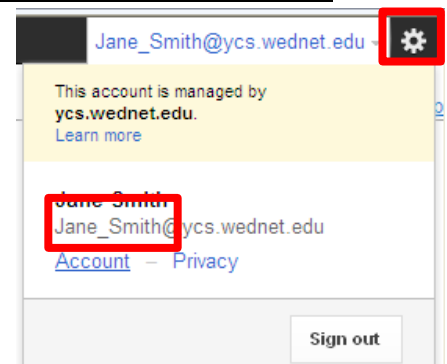 Jane_Smith@ycs.wednet.edu
This account is managed by
ycs.wednet.edu.
Learn more
Jane Smith
Jane_Smith@ycs.wednet.edu
Account – Privacy
Sign out